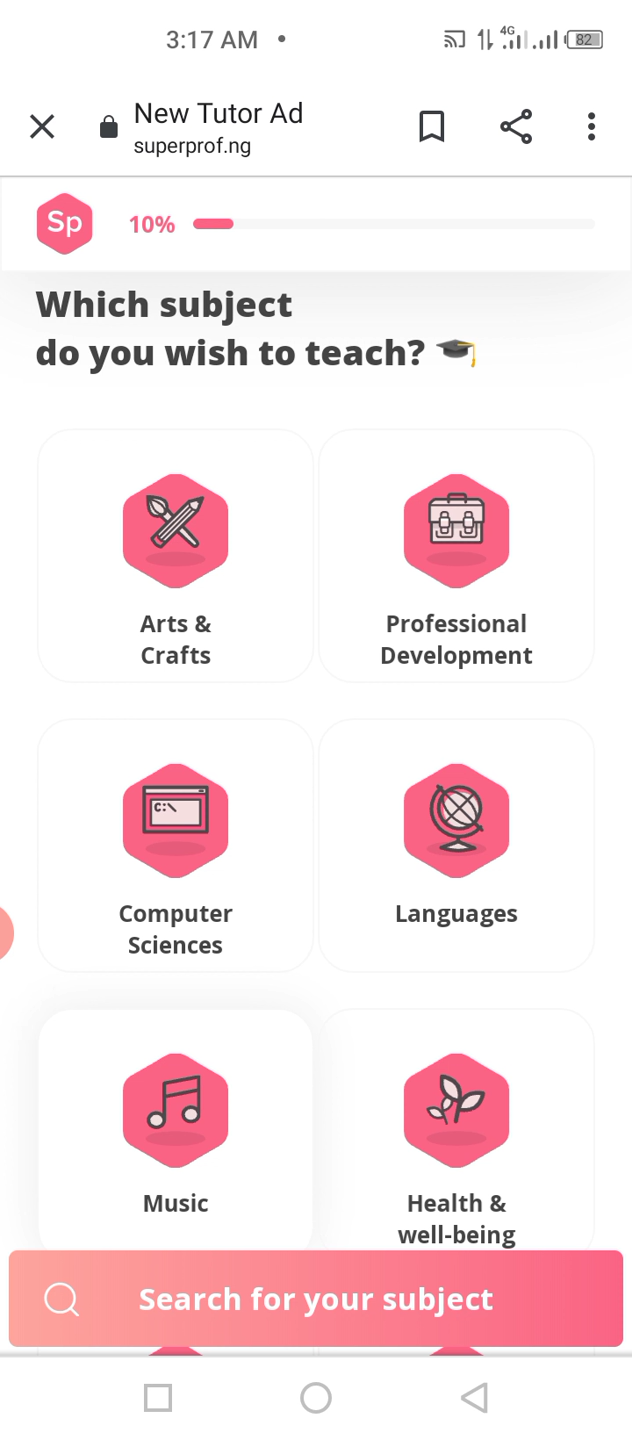 3:17 AM
4G
82
New Tutor Ad
superprof.ng
Sp
10%
Which subject
do you wish to teach?
Arts &
Crafts
Professional
Development
C:\
Computer
Sciences
Languages
Music
Health &
well-being
Search for your subject